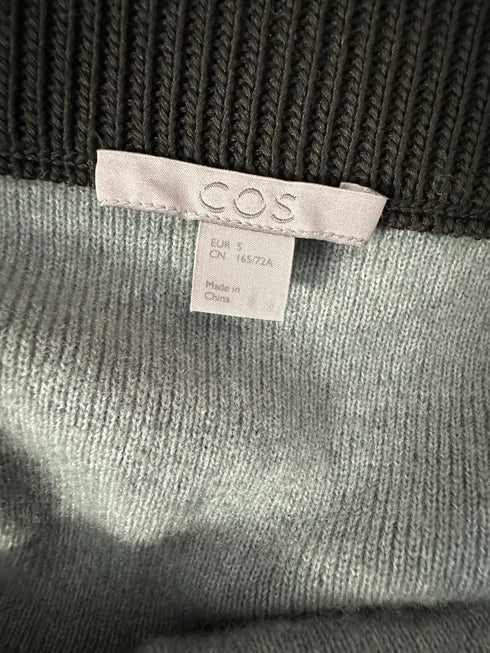 COS
EUR S
CN 165/72A
Made in
China